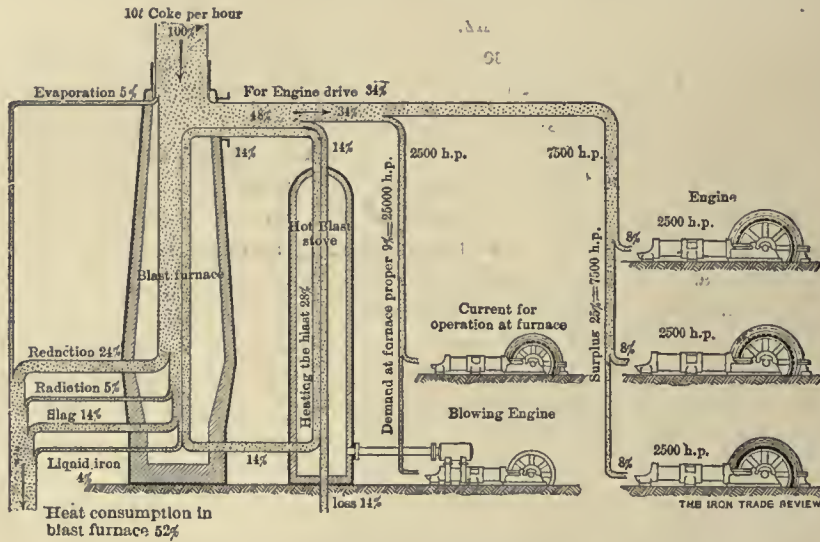 10t Coke per hour
100%
Evaporation 5%
For Engine drive 34%
48%
34%
14%
14%
2500 h.p.
7500 h.p.
Engine
2500 h.p.
8%
Hot Blast
stove
Blast furnace
Heating the blast 28%
Demand at fornace proper 9%=25000 h.p.
Surplus 25%=7500 h.p.
Current for
operation at furnace
2500 h.p.
8%
Reduction 24%
Radiation 5%
Slag 14%
Liquid iron
4%
14%
Blowing Engine
2500 h.p.
8%
loss 14%
THE IRON TRADE REVIEW
Heat consumption in
blast furnace 52%